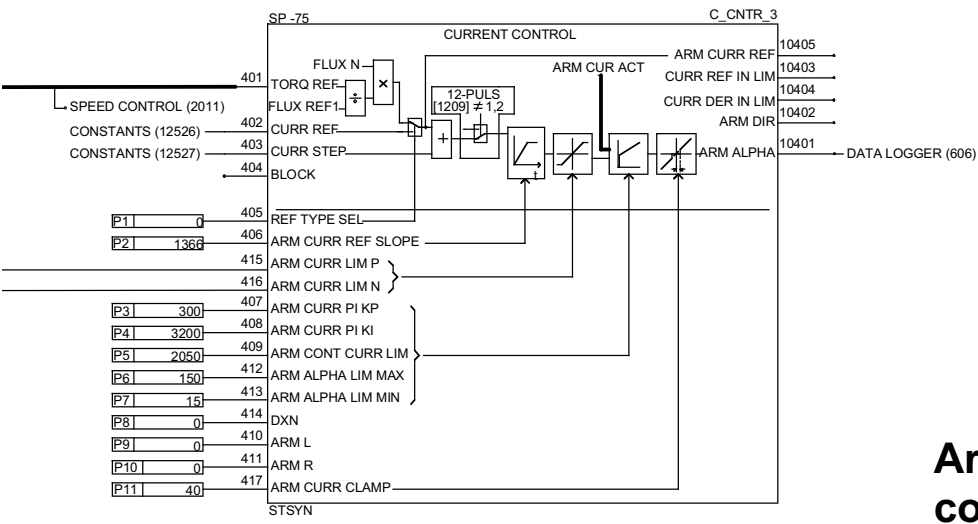 SP -75 C_CNTR_3
CURRENT CONTROL
ARM CURR REF 10405
FLUX N ARM CUR ACT CURR REF IN LIM 10403
401 TORQ REF × 12-PULS CURR DER IN LIM 10404
SPEED CONTROL (2011) FLUX REF1 ÷ [1209] ≠ 1,2 ARM DIR 10402
CONSTANTS (12526) 402 CURR REF
CONSTANTS (12527) 403 CURR STEP + t ARM ALPHA 10401 DATA LOGGER (606)
404 BLOCK
P1 0 405 REF TYPE SEL
P2 1366 406 ARM CURR REF SLOPE
415 ARM CURR LIM P
416 ARM CURR LIM N
P3 300 407 ARM CURR PI KP
P4 3200 408 ARM CURR PI KI
P5 2050 409 ARM CONT CURR LIM
P6 150 412 ARM ALPHA LIM MAX
P7 15 413 ARM ALPHA LIM MIN
P8 0 414 DXN
P9 0 410 ARM L
P10 0 411 ARM R
P11 40 417 ARM CURR CLAMP
STSYN
Ar
co